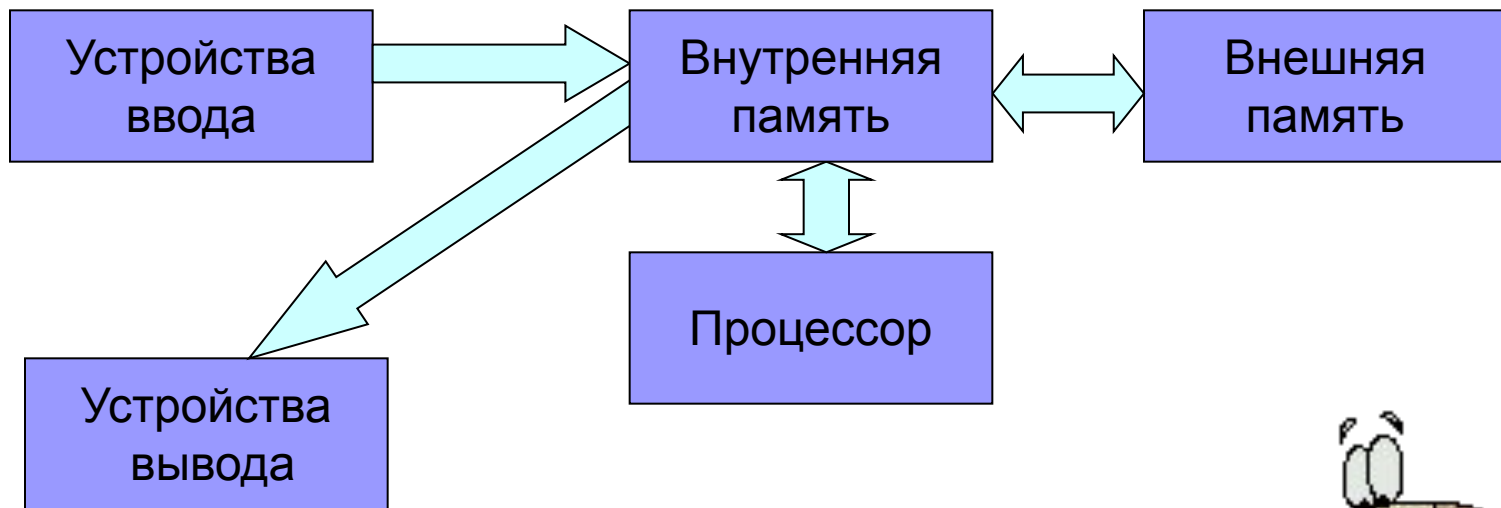 Устройства
ввода
Внутренняя
память
Внешняя
память
Процессор
Устройства
вывода